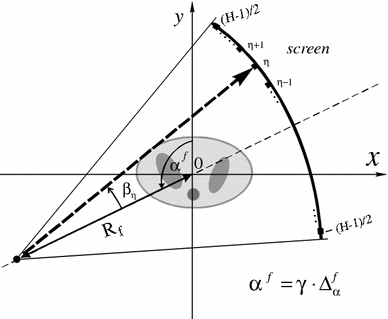 y
(H-1)/2
η+1
screen
η
η-1
α^f
0
x
β_η
R_f
-(H-1)/2
α^f = γ · Δ_α^f